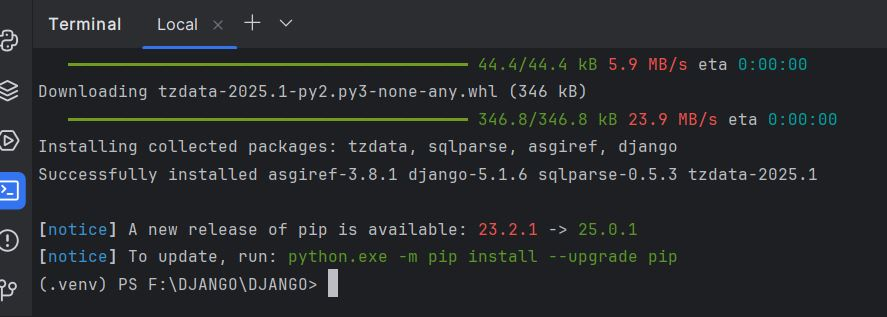 Terminal Local
44.4/44.4 kB 5.9 MB/s eta 0:00:00
Downloading tzdata-2025.1-py2.py3-none-any.whl (346 kB)
346.8/346.8 kB 23.9 MB/s eta 0:00:00
Installing collected packages: tzdata, sqlparse, asgiref, django
Successfully installed asgiref-3.8.1 django-5.1.6 sqlparse-0.5.3 tzdata-2025.1
[notice] A new release of pip is available: 23.2.1 -> 25.0.1
[notice] To update, run: python.exe -m pip install --upgrade pip
(.venv) PS F:\DJANGO\DJANGO>